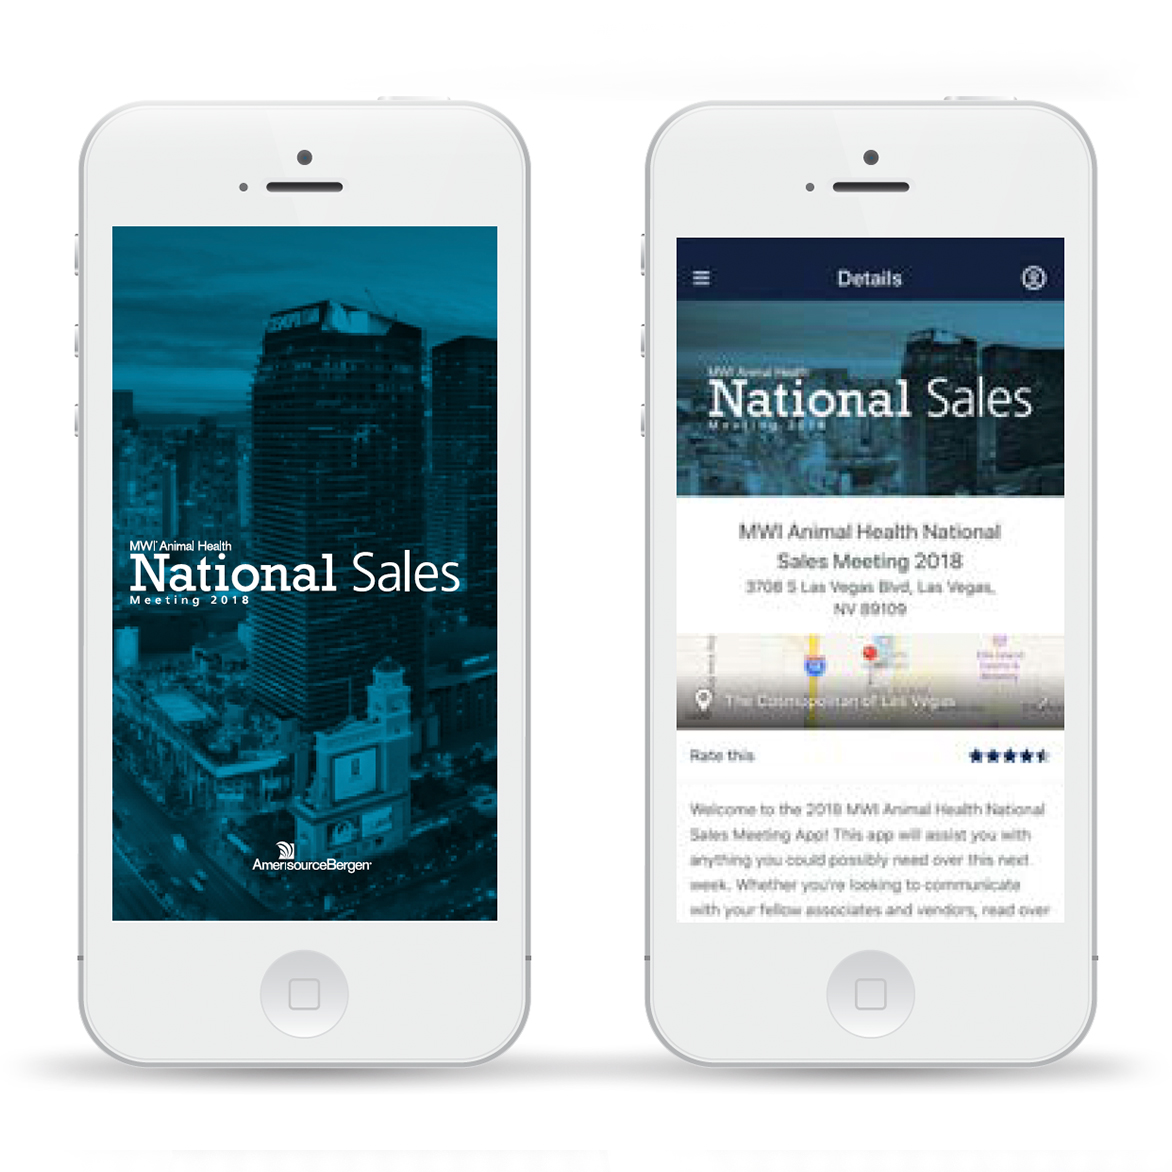 COSMOPOLITAN
MWI Animal Health
National Sales
Meeting 2018
AmerisourceBergen
Details
MWI Animal Health
National Sales
Meeting 2018
MWI Animal Health National
Sales Meeting 2018
3708 S Las Vegas Blvd, Las Vegas,
NV 89109
The Cosmopolitan of Las Vegas
Rate this
Welcome to the 2018 MWI Animal Health National
Sales Meeting App! This app will assist you with
anything you could possibly need over this next
week. Whether you're looking to communicate
with your fellow associates and vendors, read over